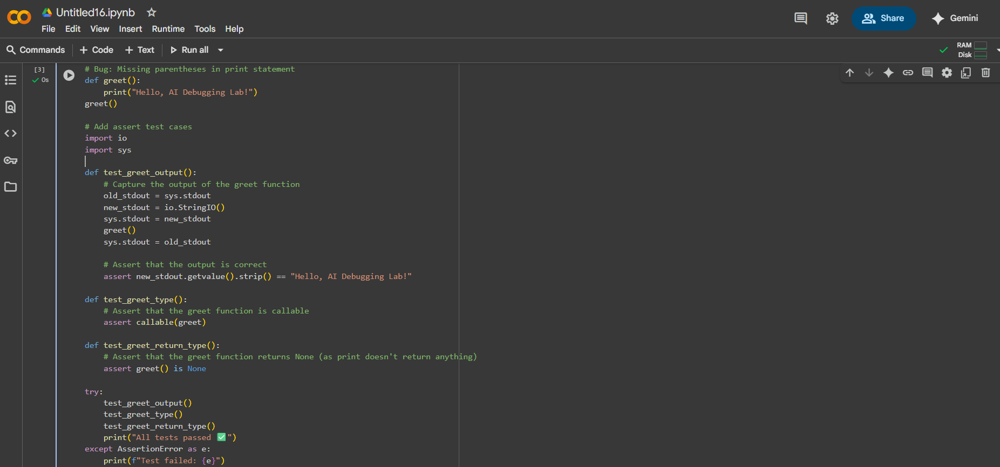 Untitled16.ipynb
File Edit View Insert Runtime Tools Help
Share
Gemini
Commands + Code + Text Run all
RAM
Disk
[3]
0s
# Bug: Missing parentheses in print statement
def greet():
    print("Hello, AI Debugging Lab!")
greet()

# Add assert test cases
import io
import sys

def test_greet_output():
    # Capture the output of the greet function
    old_stdout = sys.stdout
    new_stdout = io.StringIO()
    sys.stdout = new_stdout
    greet()
    sys.stdout = old_stdout

    # Assert that the output is correct
    assert new_stdout.getvalue().strip() == "Hello, AI Debugging Lab!"

def test_greet_type():
    # Assert that the greet function is callable
    assert callable(greet)

def test_greet_return_type():
    # Assert that the greet function returns None (as print doesn't return anything)
    assert greet() is None

try:
    test_greet_output()
    test_greet_type()
    test_greet_return_type()
    print("All tests passed ✅")
except AssertionError as e:
    print(f"Test failed: {e}")